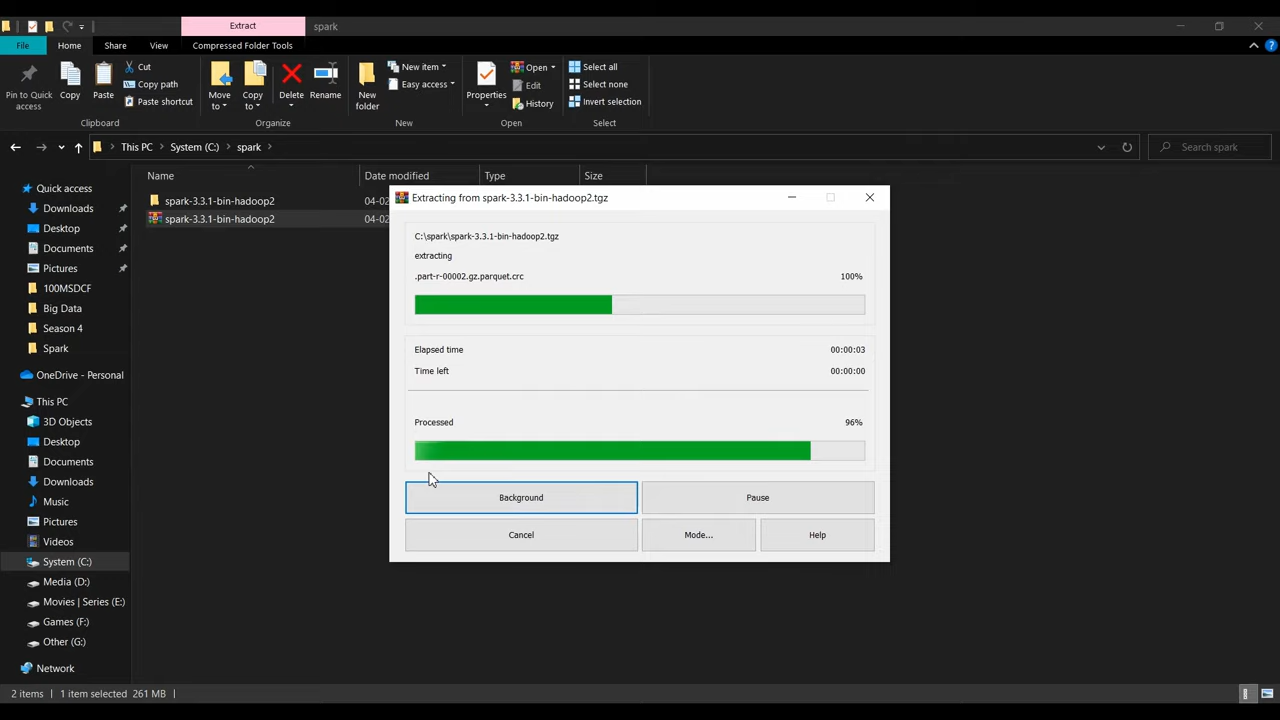 Extract
spark
File
Home
Share
View
Compressed Folder Tools
Pin to Quick access
Copy
Paste
Cut
Copy path
Paste shortcut
Clipboard
Move to
Copy to
Delete
Rename
Organize
New folder
New item
Easy access
New
Properties
Open
Edit
History
Open
Select all
Select none
Invert selection
Select
This PC > System (C:) > spark >
Search spark
Name
Date modified
Type
Size
spark-3.3.1-bin-hadoop2
04-02
spark-3.3.1-bin-hadoop2
04-02
Quick access
Downloads
Desktop
Documents
Pictures
100MSDCF
Big Data
Season 4
Spark
OneDrive - Personal
This PC
3D Objects
Desktop
Documents
Downloads
Music
Pictures
Videos
System (C:)
Media (D:)
Movies | Series (E:)
Games (F:)
Other (G:)
Network
Extracting from spark-3.3.1-bin-hadoop2.tgz
C:\spark\spark-3.3.1-bin-hadoop2.tgz
extracting
.part-r-00002.gz.parquet.crc 100%
Elapsed time 00:00:03
Time left 00:00:00
Processed 96%
Background
Pause
Cancel
Mode...
Help
2 items
1 item selected 261 MB